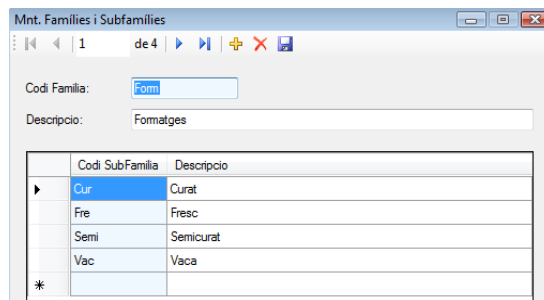 Mnt. Famílies i Subfamílies
1 de 4
Codi Familia: Form
Descripcio: Formatges
Codi SubFamilia Descripcio
Cur Curat
Fre Fresc
Semi Semicurat
Vac Vaca